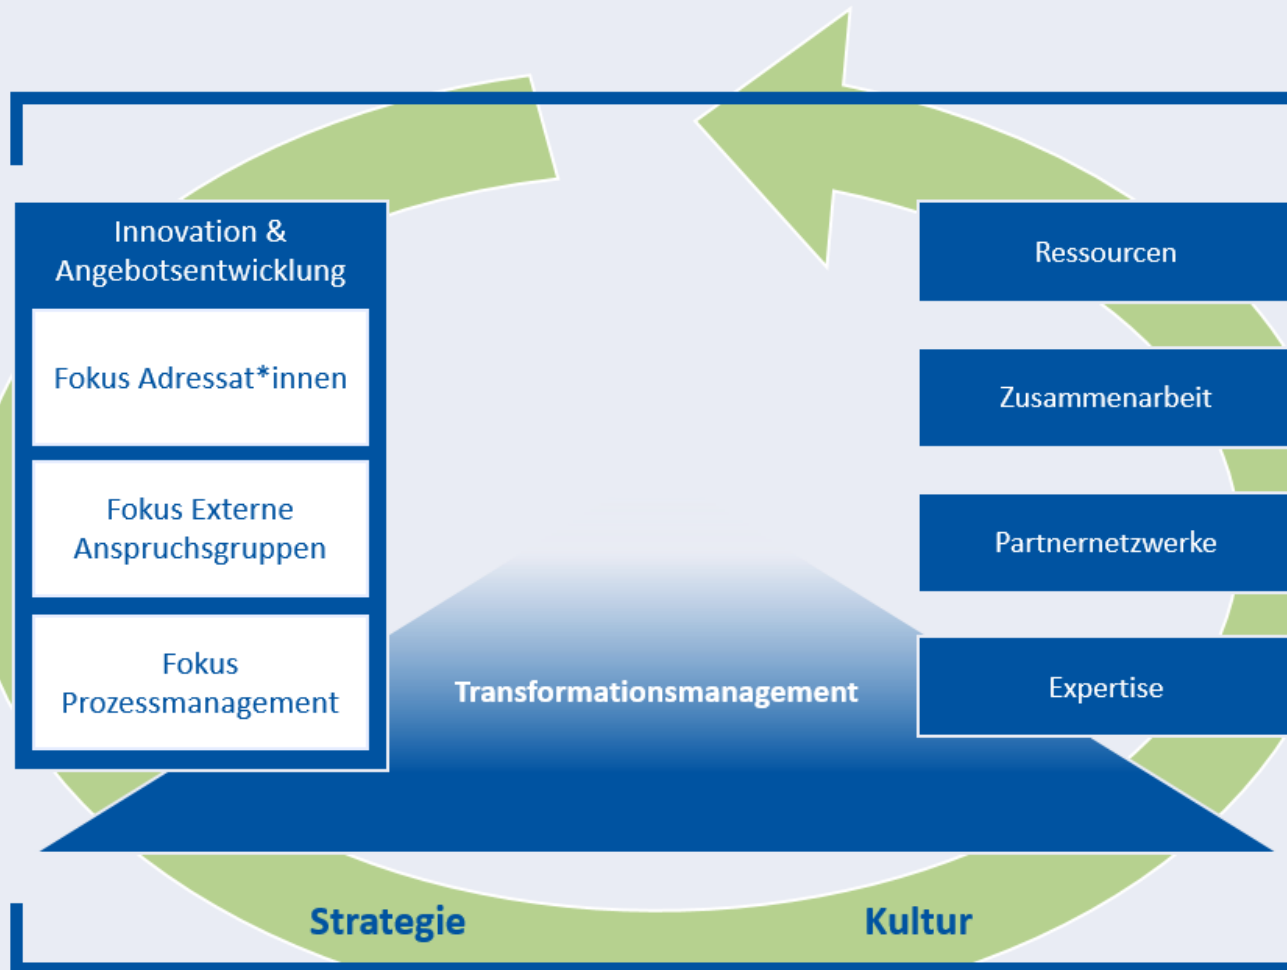 Innovation &
Angebotsentwicklung
Fokus Adressat*innen
Fokus Externe
Anspruchsgruppen
Fokus
Prozessmanagement
Transformationsmanagement
Ressourcen
Zusammenarbeit
Partnernetzwerke
Expertise
Strategie
Kultur